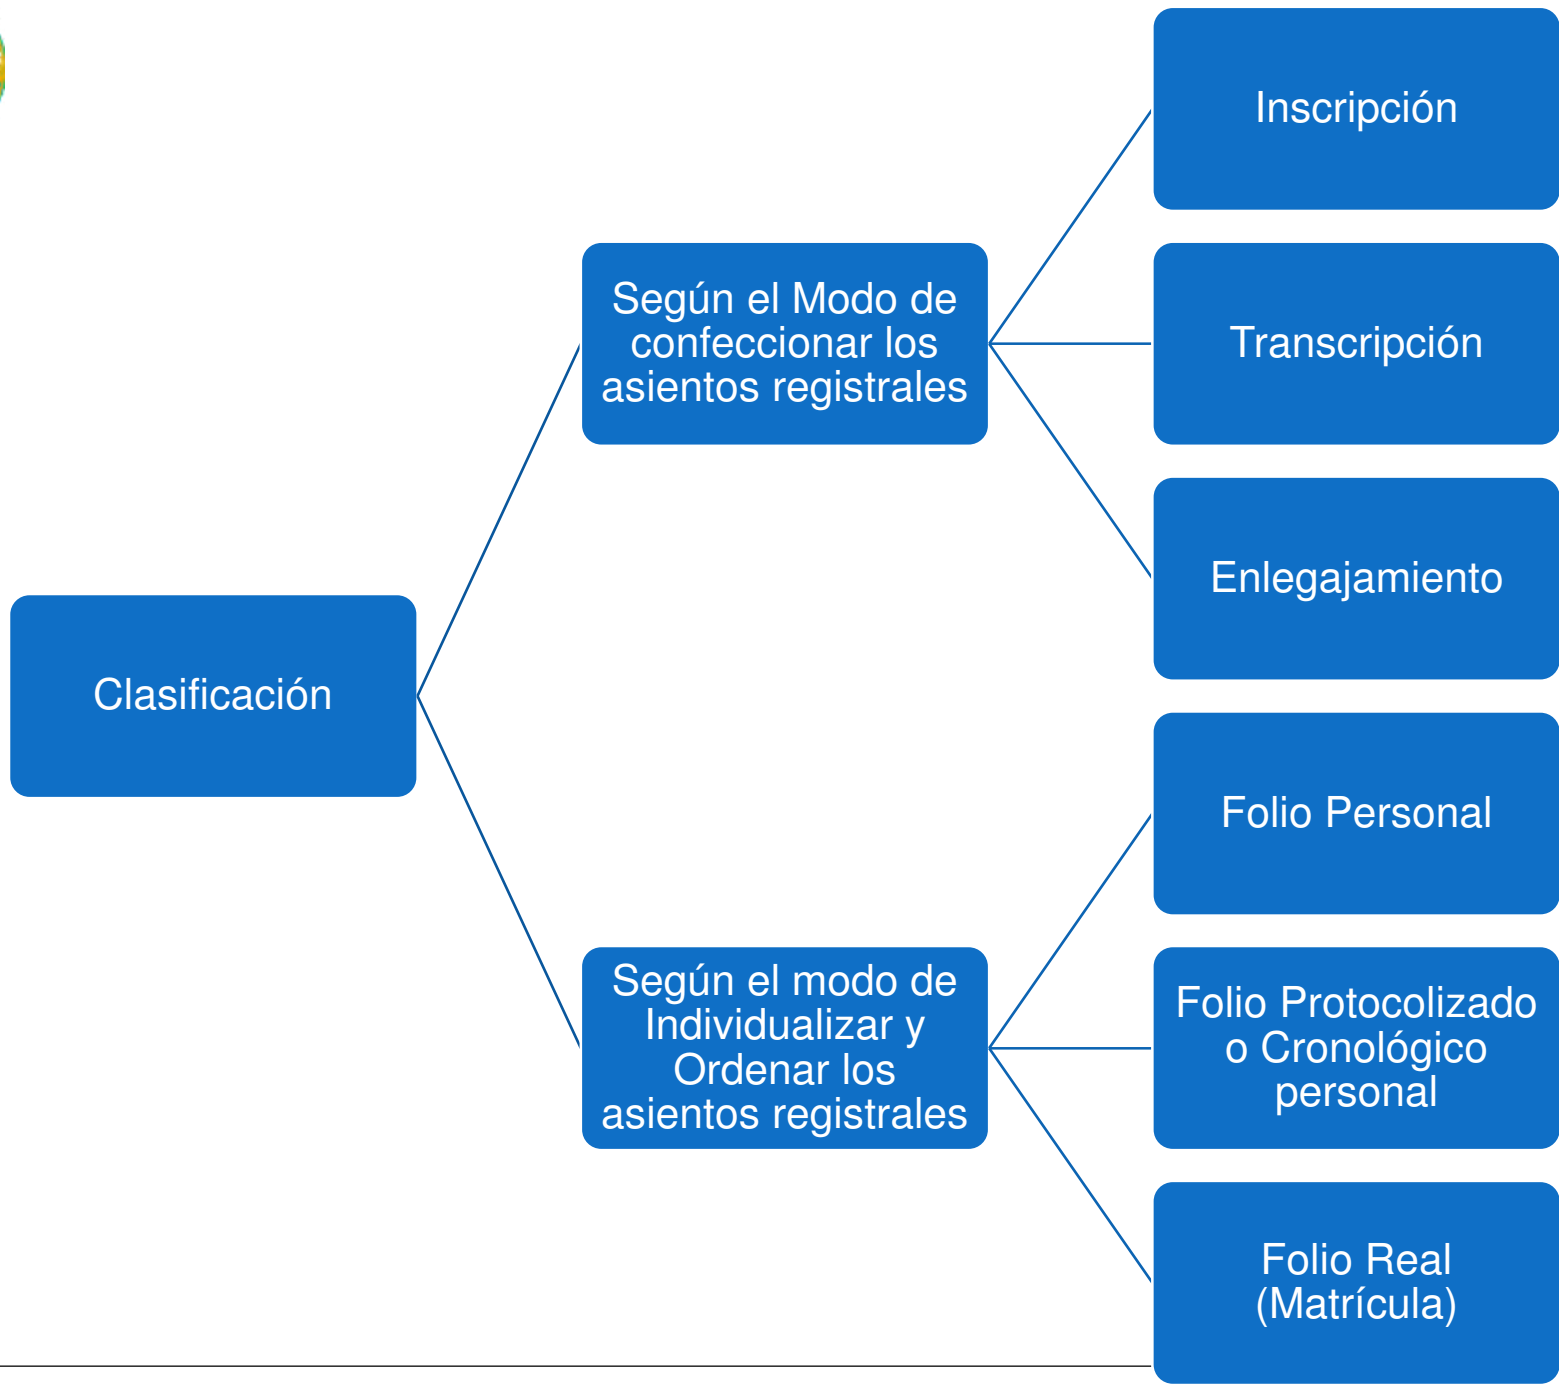 Clasificación
Según el Modo de
confeccionar los
asientos registrales
Inscripción
Transcripción
Enlegajamiento
Según el modo de
Individualizar y
Ordenar los
asientos registrales
Folio Personal
Folio Protocolizado
o Cronológico
personal
Folio Real
(Matrícula)